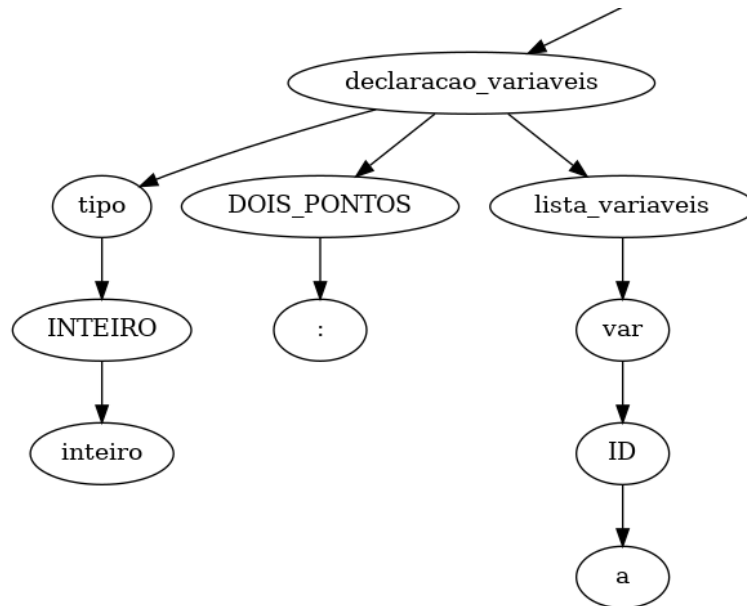 declaracao_variaveis
tipo
DOIS_PONTOS
lista_variaveis
INTEIRO
:
var
inteiro
ID
a